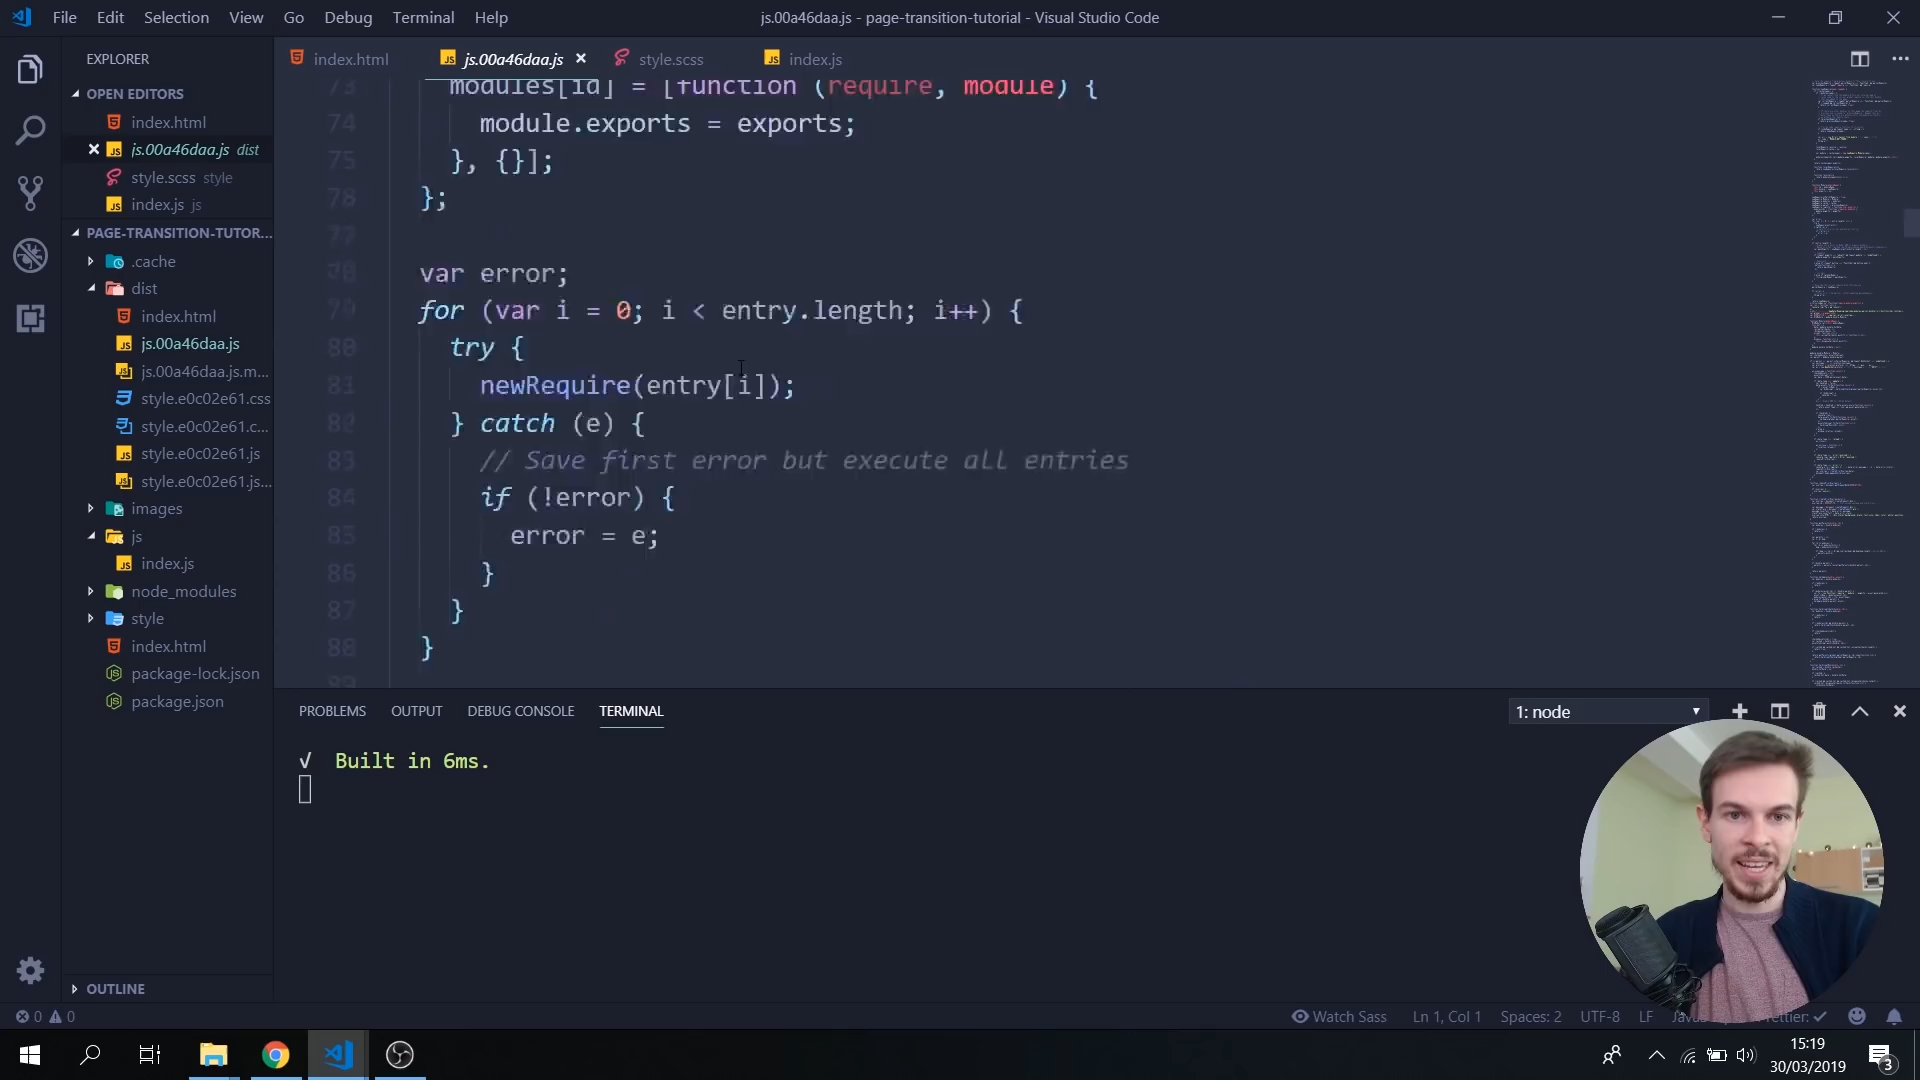 File Edit Selection View Go Debug Terminal Help
js.00a46daa.js - page-transition-tutorial - Visual Studio Code
EXPLORER
OPEN EDITORS
index.html
js.00a46daa.js dist
style.scss style
index.js js
PAGE-TRANSITION-TUTOR...
.cache
dist
index.html
js.00a46daa.js
js.00a46daa.js.m...
style.e0c02e61.css
style.e0c02e61.c...
style.e0c02e61.js
style.e0c02e61.js...
images
js
index.js
node_modules
style
index.html
package-lock.json
package.json
OUTLINE
index.html js.00a46daa.js style.scss index.js
73 modules[id] = [function (require, module) {
74 module.exports = exports;
75 }, {}];
};
77
var error;
for (var i = 0; i < entry.length; i++) {
80 try {
81 newRequire(entry[i]);
82 } catch (e) {
83 // Save first error but execute all entries
84 if (!error) {
85 error = e;
86 }
87 }
88 }
89
PROBLEMS OUTPUT DEBUG CONSOLE TERMINAL
1: node
√ Built in 6ms.
0 0
Watch Sass Ln 1, Col 1 Spaces: 2 UTF-8 LF
15:19
30/03/2019
3